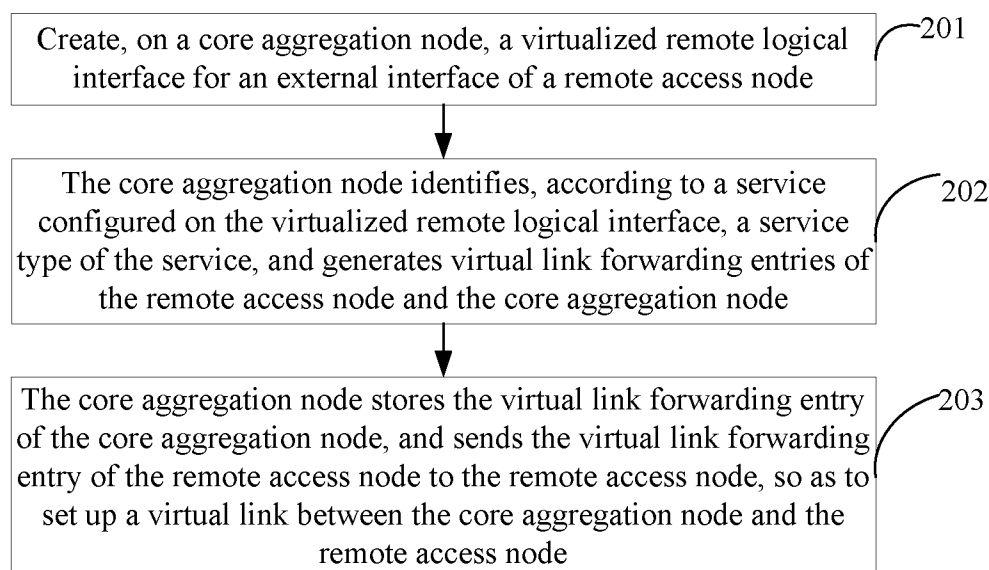 Create, on a core aggregation node, a virtualized remote logical
interface for an external interface of a remote access node
201
The core aggregation node identifies, according to a service
configured on the virtualized remote logical interface, a service
type of the service, and generates virtual link forwarding entries of
the remote access node and the core aggregation node
202
The core aggregation node stores the virtual link forwarding entry
of the core aggregation node, and sends the virtual link forwarding
entry of the remote access node to the remote access node, so as to
set up a virtual link between the core aggregation node and the
remote access node
203